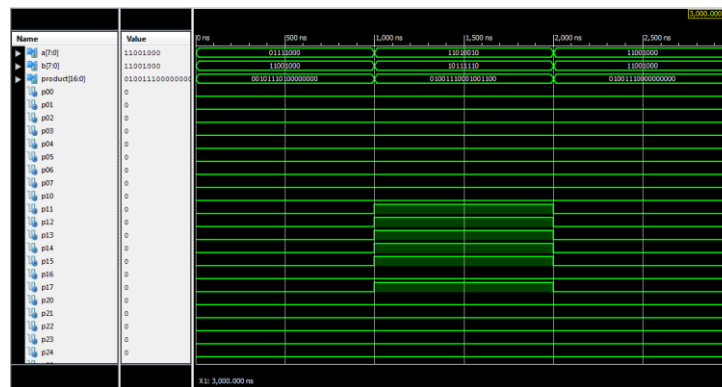 3,000.000
Name Value 0 ns 500 ns 1,000 ns 1,500 ns 2,000 ns 2,500 ns
a[7:0] 11001000 01111000 11010010 11001000
b[7:0] 11001000 11001000 10111110 11001000
product[16:0] 00101110100000000 01001110000000000
p00 0
p01 0
p02 0
p03 0
p04 0
p05 0
p06 0
p07 0
p10 0
p11 0
p12 0
p13 0
p14 0
p15 0
p16 0
p17 0
p20 0
p21 0
p22 0
p23 0
p24 0
X1: 3,000.000 ns